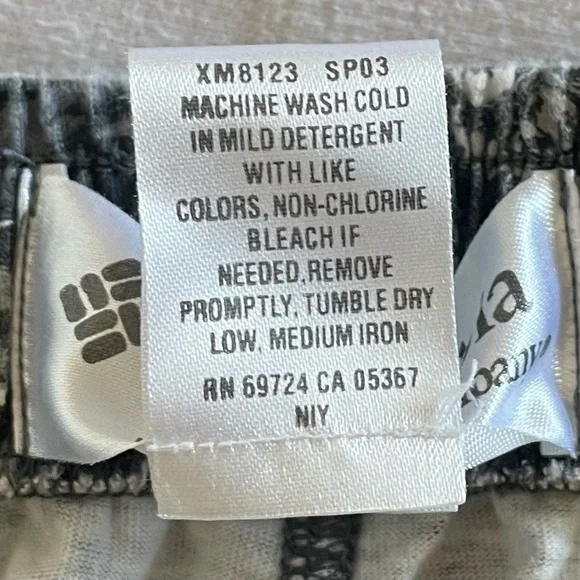 XM8123 SP03
MACHINE WASH COLD
IN MILD DETERGENT
WITH LIKE
COLORS, NON-CHLORINE
BLEACH IF
NEEDED, REMOVE
PROMPTLY, TUMBLE DRY
LOW, MEDIUM IRON
RN 69724 CA 05367
NIY